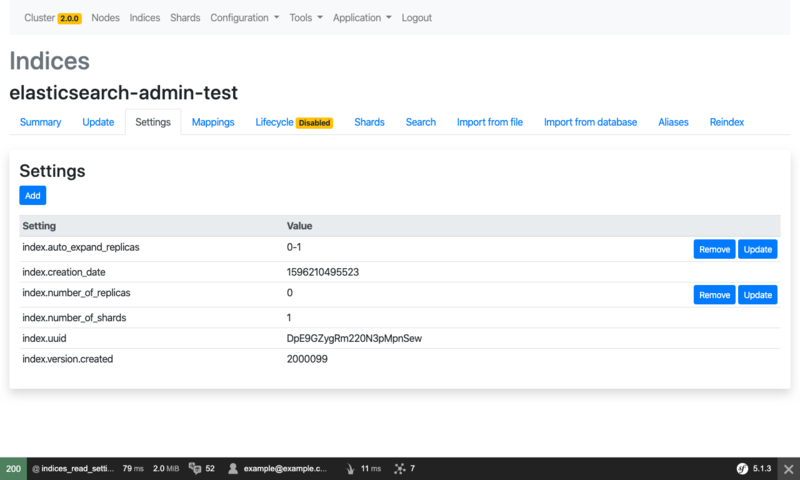 Cluster 2.0.0 Nodes Indices Shards Configuration Tools Application Logout
Indices
elasticsearch-admin-test
Summary Update Settings Mappings Lifecycle Disabled Shards Search Import from file Import from database Aliases Reindex
Settings
Add
Setting Value
index.auto_expand_replicas 0-1 Remove Update
index.creation_date 1596210495523
index.number_of_replicas 0 Remove Update
index.number_of_shards 1
index.uuid DpE9GZygRm220N3pMpnSew
index.version.created 2000099
200 @ indices_read_setti... 79 ms 2.0 MiB 52 example@example.c... 11 ms 7 sf 5.1.3